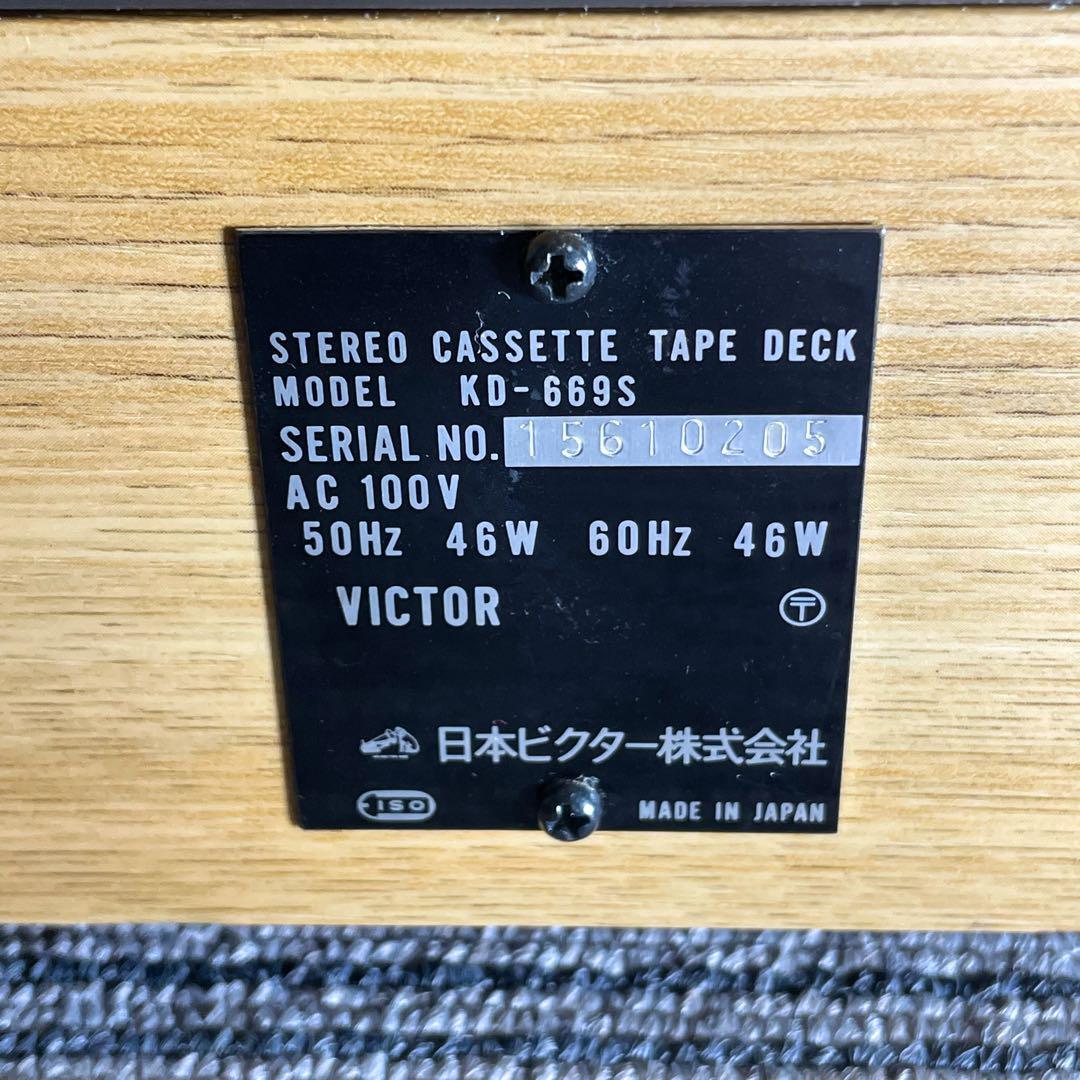 STEREO CASSETTE TAPE DECK
MODEL KD-669S
SERIAL NO. 15610205
AC 100V
50Hz 46W 60Hz 46W
VICTOR 〒
日本ビクター株式会社
ISO MADE IN JAPAN